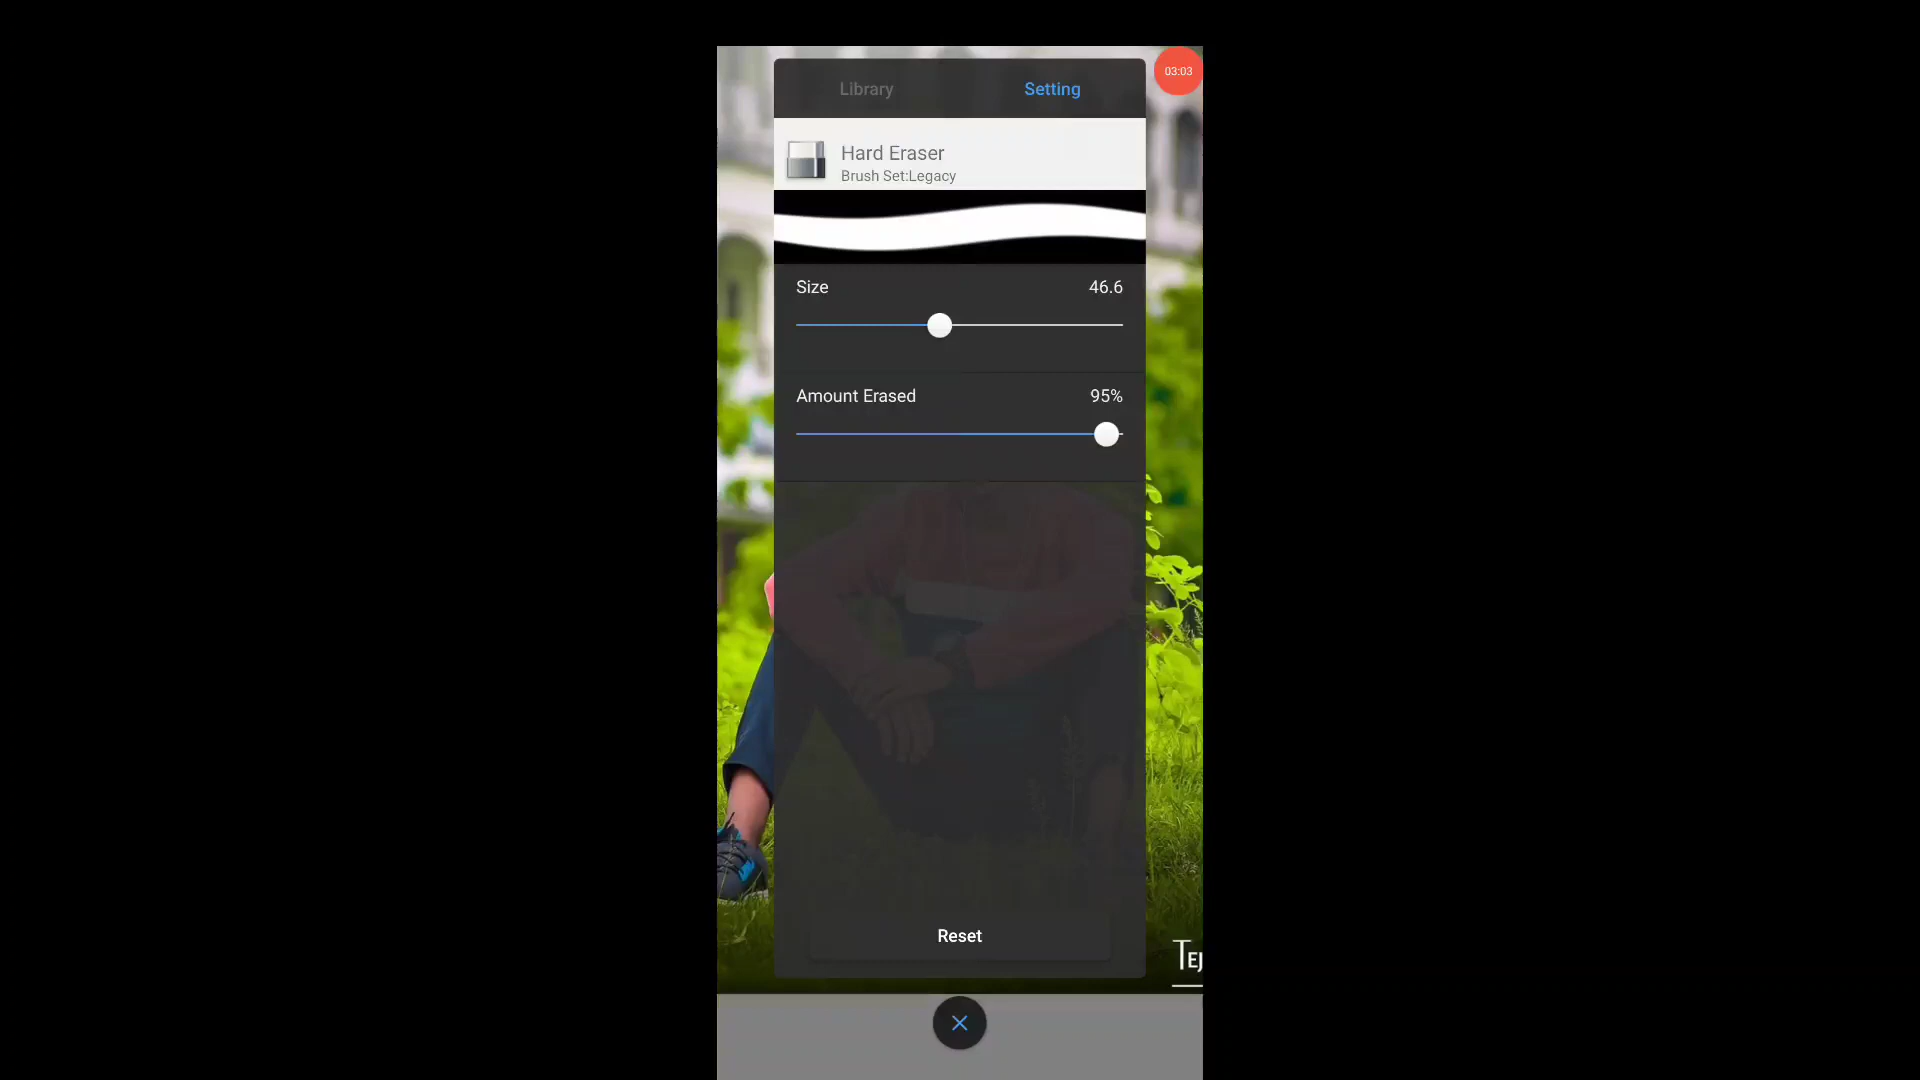 03:03
Library Setting
Hard Eraser
Brush Set:Legacy
Size 46.6
Amount Erased 95%
Reset